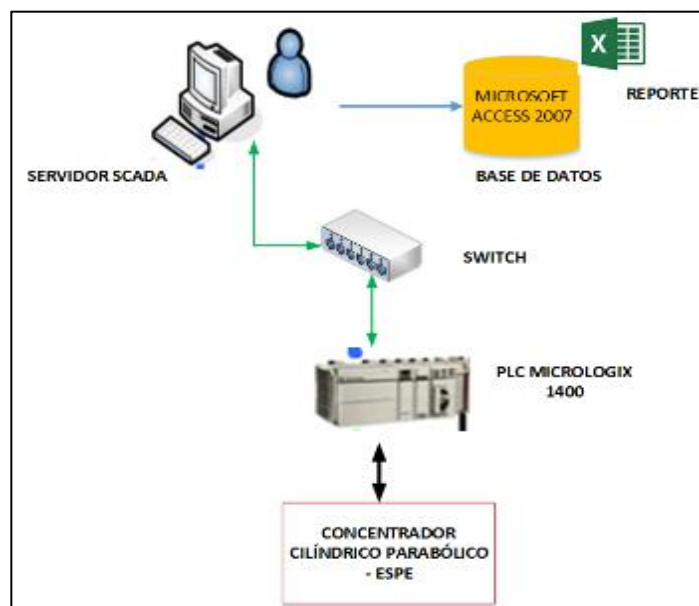 X
MICROSOFT
ACCESS 2007
REPORTE
SERVIDOR SCADA
BASE DE DATOS
SWITCH
PLC MICROLOGIX
1400
CONCENTRADOR
CILÍNDRICO PARABÓLICO
- ESPE